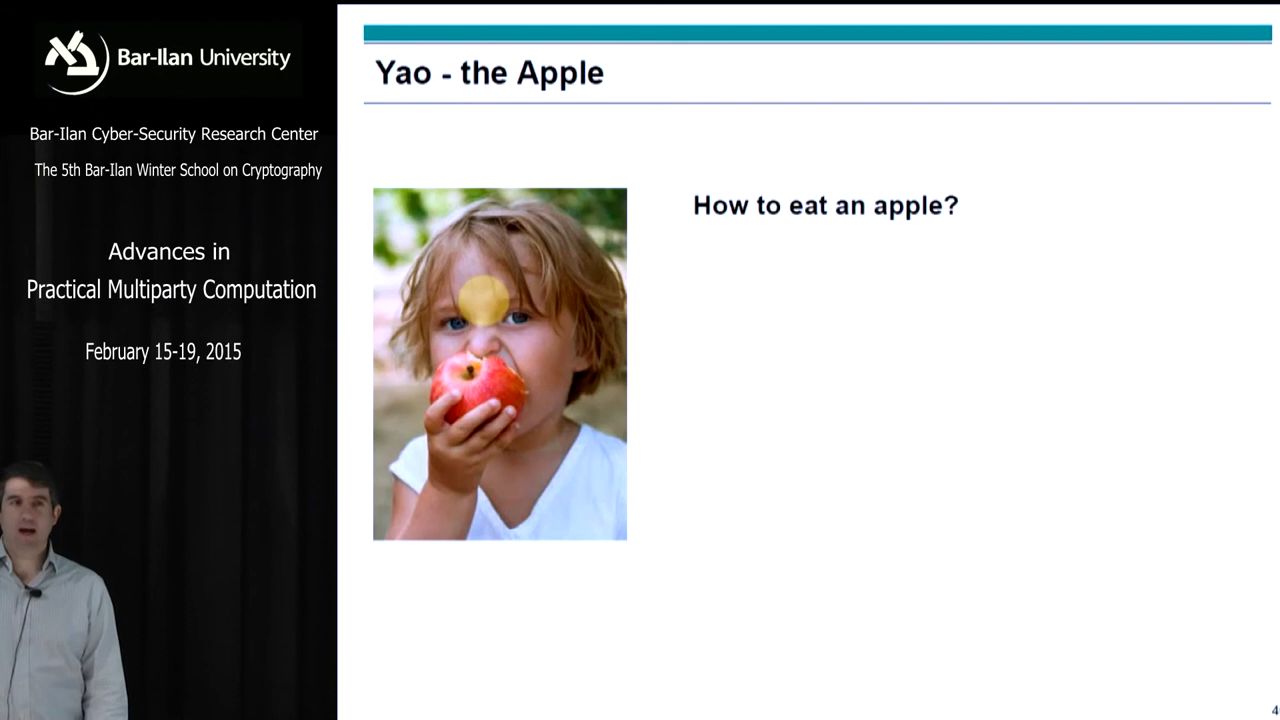 Bar-Ilan University
Bar-Ilan Cyber-Security Research Center
The 5th Bar-Ilan Winter School on Cryptography
Advances in
Practical Multiparty Computation
February 15-19, 2015
Yao - the Apple
How to eat an apple?